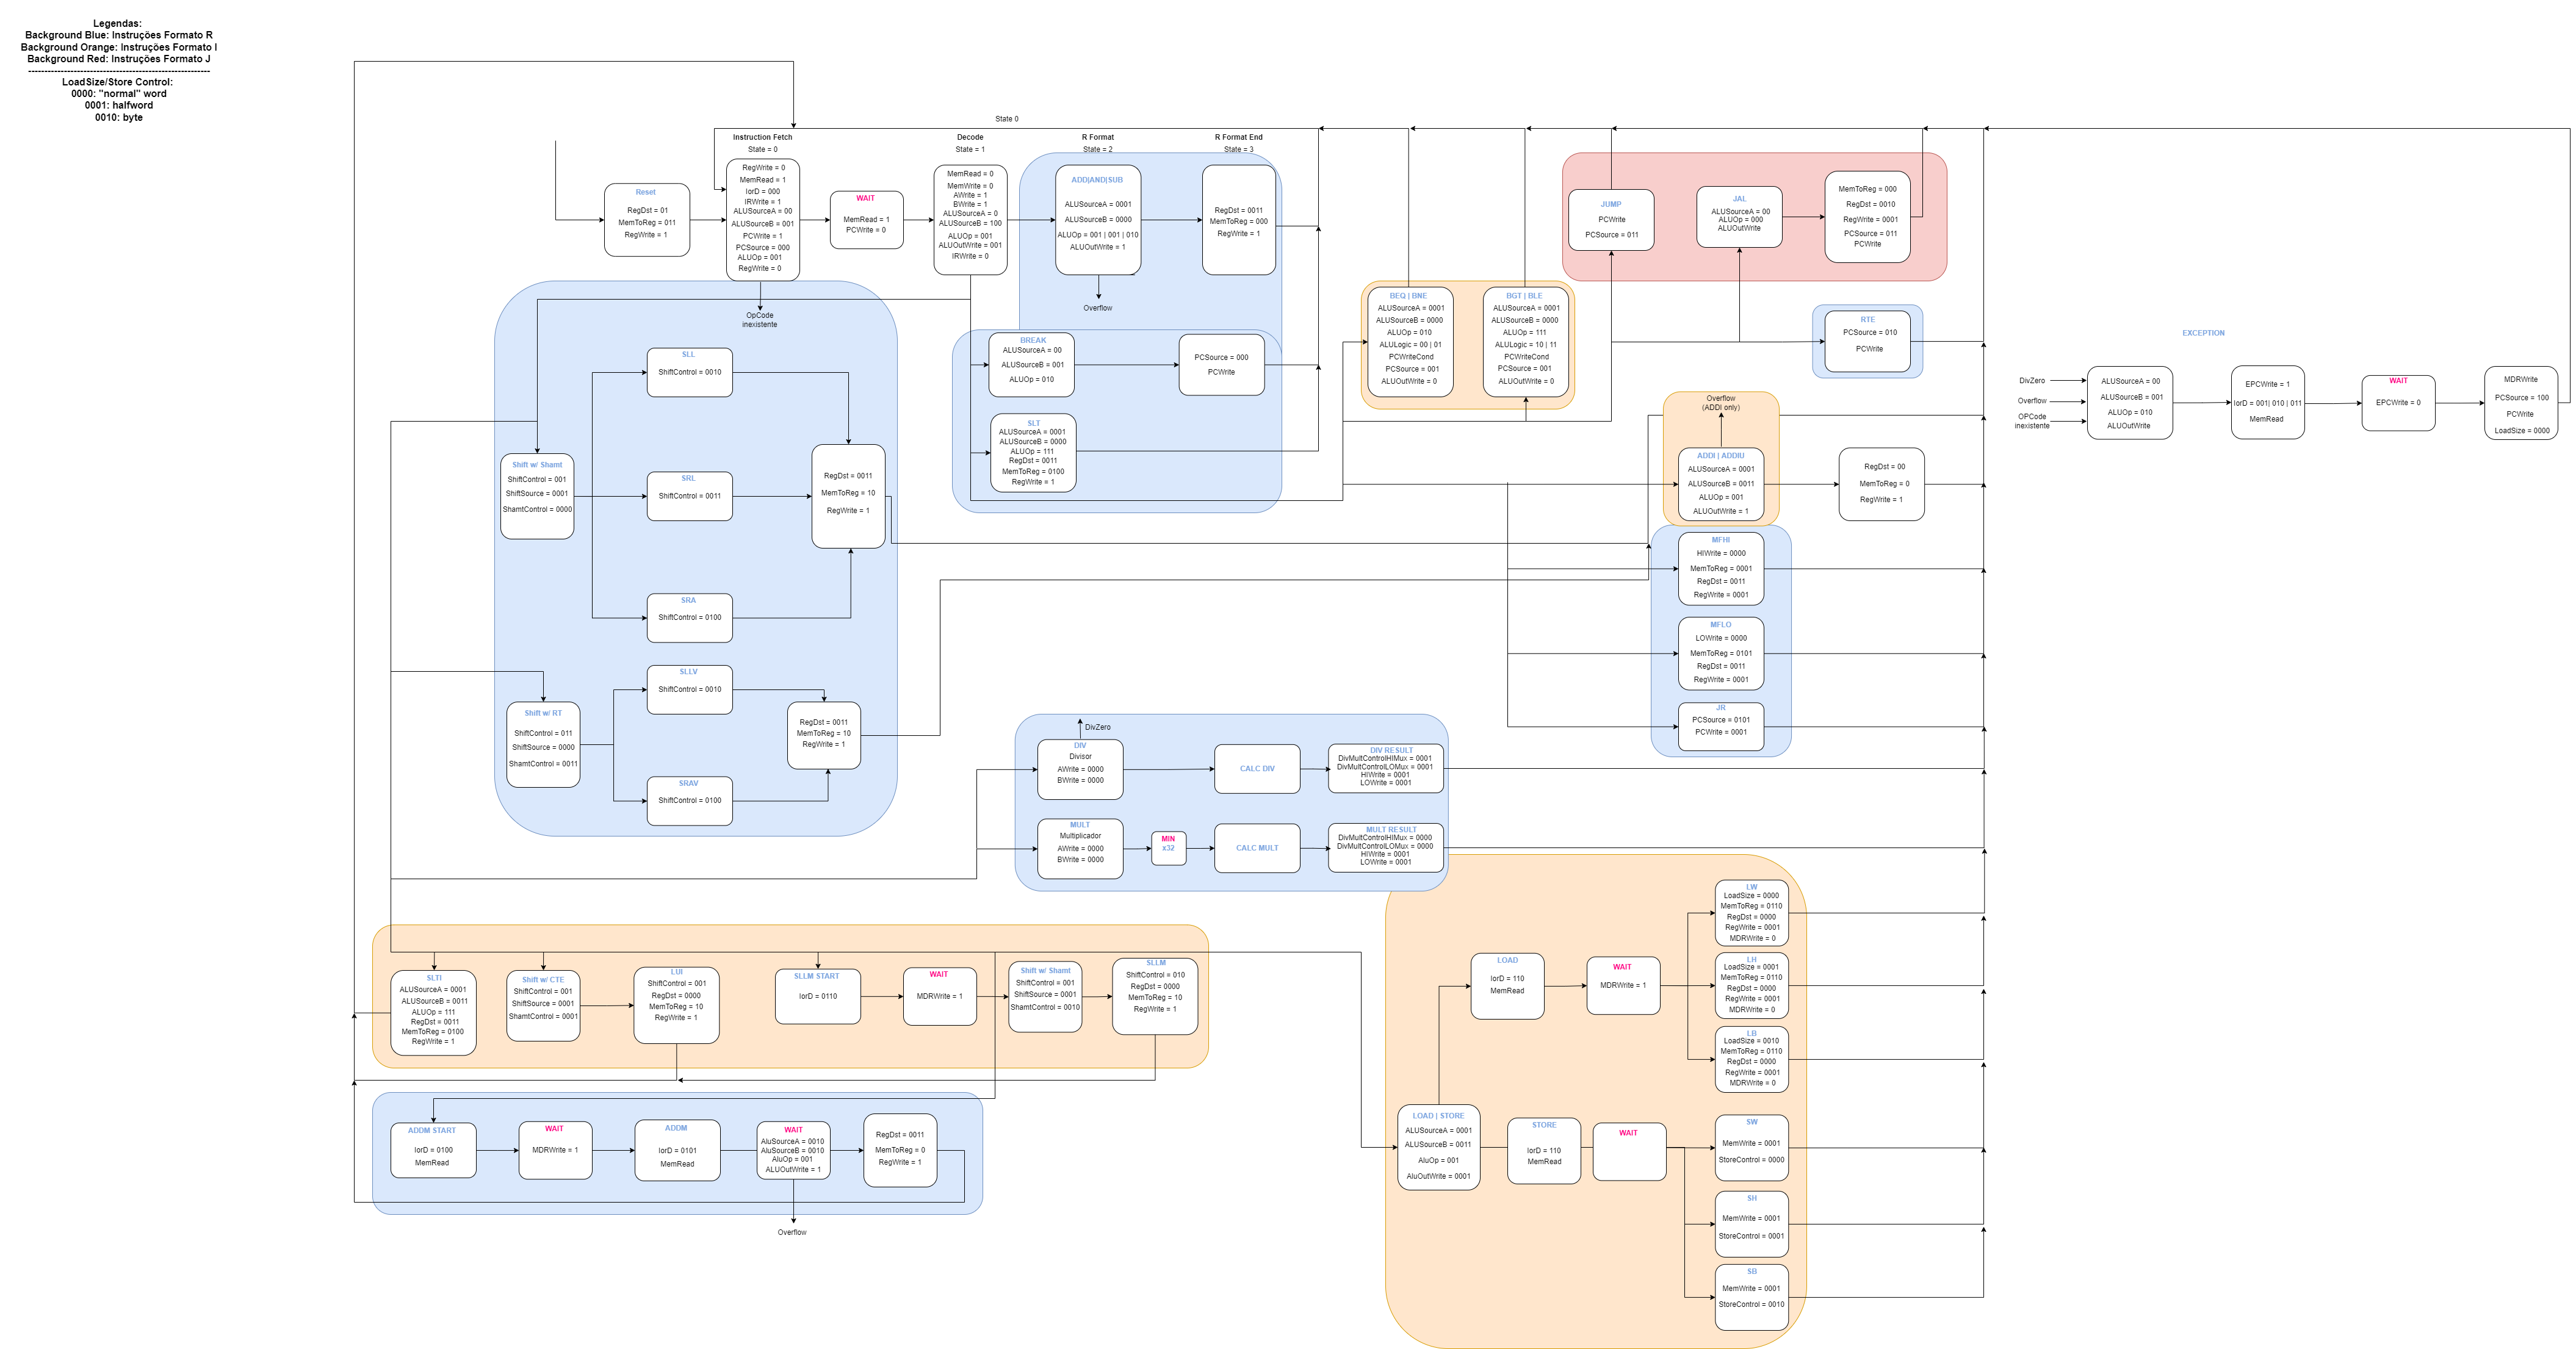 Legendas:
Background Blue: Instruções Formato R
Background Orange: Instruções Formato I
Background Red: Instruções Formato J
------------------------------------------------------------
LoadSize/Store Control:
0000: "normal" word
0001: halfword
0010: byte
State 0
Instruction Fetch
State = 0
Decode
State = 1
R Format
State = 2
R Format End
State = 3
Reset
RegDst = 01
MemToReg = 011
RegWrite = 1
RegWrite = 0
MemRead = 1
IorD = 000
IRWrite = 1
ALUSourceA = 00
ALUSourceB = 001
PCWrite = 1
PCSource = 000
ALUOp = 001
RegWrite = 0
OpCode
inexistente
WAIT
MemRead = 1
PCWrite = 0
MemRead = 0
MemWrite = 0
AWrite = 1
BWrite = 1
ALUSourceA = 0
ALUSourceB = 100
ALUOp = 001
ALUOutWrite = 001
IRWrite = 0
ADD|AND|SUB
ALUSourceA = 0001
ALUSourceB = 0000
ALUOp = 001 | 001 | 010
ALUOutWrite = 1
Overflow
RegDst = 0011
MemToReg = 000
RegWrite = 1
BREAK
ALUSourceA = 00
ALUSourceB = 001
ALUOp = 010
PCSource = 000
PCWrite
SLT
ALUSourceA = 0001
ALUSourceB = 0000
ALUOp = 111
RegDst = 0011
MemToReg = 0100
RegWrite = 1
BEQ | BNE
ALUSourceA = 0001
ALUSourceB = 0000
ALUOp = 010
ALULogic = 00 | 01
PCWriteCond
PCSource = 001
ALUOutWrite = 0
BGT | BLE
ALUSourceA = 0001
ALUSourceB = 0000
ALUOp = 111
ALULogic = 10 | 11
PCWriteCond
PCSource = 001
ALUOutWrite = 0
JUMP
PCWrite
PCSource = 011
JAL
ALUSourceA = 00
ALUOp = 000
ALUOutWrite
MemToReg = 000
RegDst = 0010
RegWrite = 0001
PCSource = 011
PCWrite
RTE
PCSource = 010
PCWrite
EXCEPTION
DivZero
Overflow
OPCode
inexistente
ALUSourceA = 00
ALUSourceB = 001
ALUOp = 010
ALUOutWrite
EPCWrite = 1
IorD = 001| 010 | 011
MemRead
WAIT
EPCWrite = 0
MDRWrite
PCSource = 100
PCWrite
LoadSize = 0000
Overflow
(ADDI only)
ADDI | ADDIU
ALUSourceA = 0001
ALUSourceB = 0011
ALUOp = 001
ALUOutWrite = 1
RegDst = 00
MemToReg = 0
RegWrite = 1
MFHI
HIWrite = 0000
MemToReg = 0001
RegDst = 0011
RegWrite = 0001
MFLO
LOWrite = 0000
MemToReg = 0101
RegDst = 0011
RegWrite = 0001
JR
PCSource = 0101
PCWrite = 0001
Shift w/ Shamt
ShiftControl = 001
ShiftSource = 0001
ShamtControl = 0000
SLL
ShiftControl = 0010
SRL
ShiftControl = 0011
SRA
ShiftControl = 0100
RegDst = 0011
MemToReg = 10
RegWrite = 1
Shift w/ RT
ShiftControl = 011
ShiftSource = 0000
ShamtControl = 0011
SLLV
ShiftControl = 0010
SRAV
ShiftControl = 0100
RegDst = 0011
MemToReg = 10
RegWrite = 1
DivZero
DIV
Divisor
AWrite = 0000
BWrite = 0000
CALC DIV
DIV RESULT
DivMultControlHIMux = 0001
DivMultControlLOMux = 0001
HIWrite = 0001
LOWrite = 0001
MULT
Multiplicador
AWrite = 0000
BWrite = 0000
MIN
x32
CALC MULT
MULT RESULT
DivMultControlHIMux = 0000
DivMultControlLOMux = 0000
HIWrite = 0001
LOWrite = 0001
SLTI
ALUSourceA = 0001
ALUSourceB = 0011
ALUOp = 111
RegDst = 0011
MemToReg = 0100
RegWrite = 1
Shift w/ CTE
ShiftControl = 001
ShiftSource = 0001
ShamtControl = 0001
LUI
ShiftControl = 001
RegDst = 0000
MemToReg = 10
RegWrite = 1
SLLM START
IorD = 0110
WAIT
MDRWrite = 1
Shift w/ Shamt
ShiftControl = 001
ShiftSource = 0001
ShamtControl = 0010
SLLM
ShiftControl = 010
RegDst = 0000
MemToReg = 10
RegWrite = 1
ADDM START
IorD = 0100
MemRead
WAIT
MDRWrite = 1
ADDM
IorD = 0101
MemRead
WAIT
AluSourceA = 0010
AluSourceB = 0010
AluOp = 001
ALUOutWrite = 1
RegDst = 0011
MemToReg = 0
RegWrite = 1
Overflow
LOAD | STORE
ALUSourceA = 0001
ALUSourceB = 0011
AluOp = 001
AluOutWrite = 0001
LOAD
IorD = 110
MemRead
WAIT
MDRWrite = 1
LW
LoadSize = 0000
MemToReg = 0110
RegDst = 0000
RegWrite = 0001
MDRWrite = 0
LH
LoadSize = 0001
MemToReg = 0110
RegDst = 0000
RegWrite = 0001
MDRWrite = 0
LB
LoadSize = 0010
MemToReg = 0110
RegDst = 0000
RegWrite = 0001
MDRWrite = 0
STORE
IorD = 110
MemRead
WAIT
SW
MemWrite = 0001
StoreControl = 0000
SH
MemWrite = 0001
StoreControl = 0001
SB
MemWrite = 0001
StoreControl = 0010